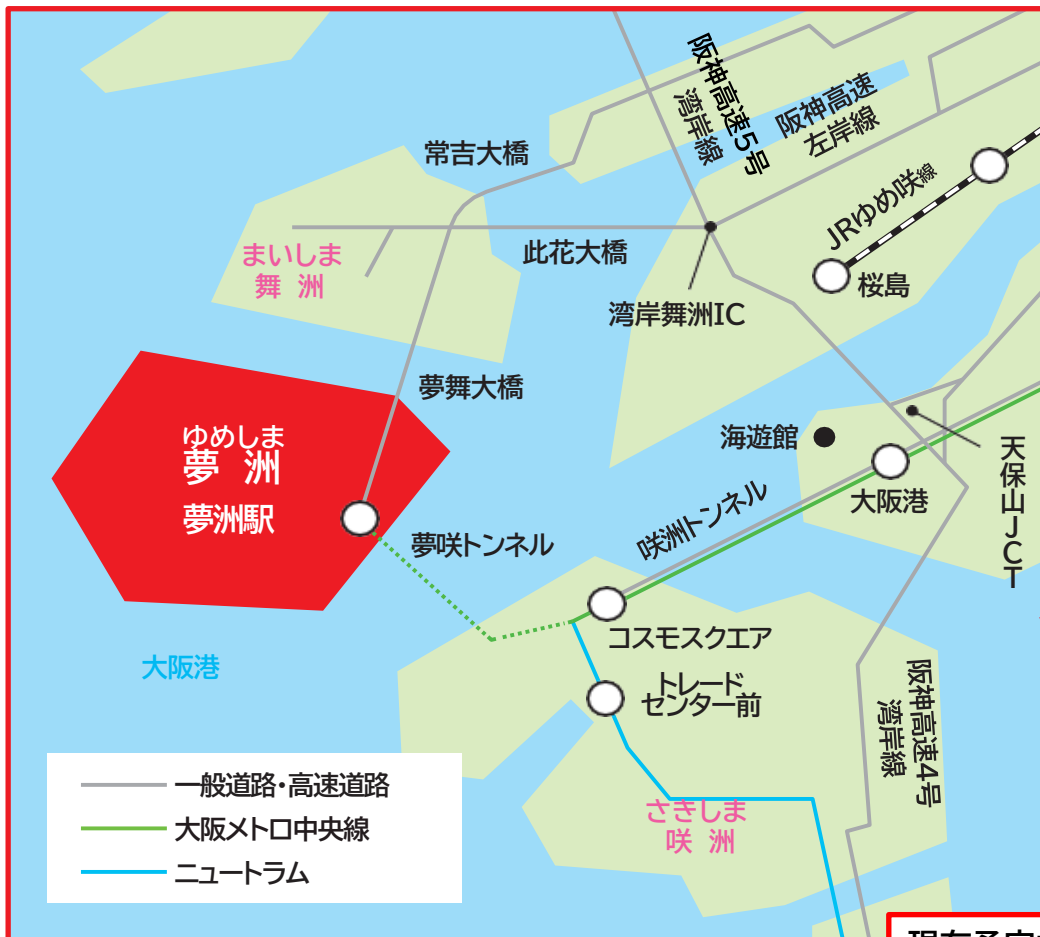 阪神高速5号
湾岸線
阪神高速
左岸線
常吉大橋
JRゆめ咲線
まいしま
舞 洲
此花大橋
桜島
湾岸舞洲IC
夢舞大橋
ゆめしま
夢 洲
夢洲駅
海遊館
天保山JCT
大阪港
咲洲トンネル
夢咲トンネル
コスモスクエア
大阪港
トレード
センター前
阪神高速4号
湾岸線
一般道路・高速道路
大阪メトロ中央線
ニュートラム
さきしま
咲 洲